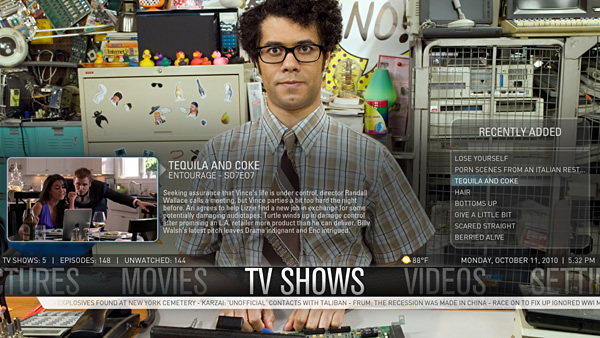 NO!
RECENTLY ADDED
LOSE YOURSELF
PORN SCENES FROM AN ITALIAN REST...
TEQUILA AND COKE
HAIR
BOTTOMS UP
GIVE A LITTLE BIT
SCARED STRAIGHT
BERRIED ALIVE
TEQUILA AND COKE
ENTOURAGE - S07E07
Seeking assurance that Vince's life is under control, director Randall
Wallace calls a meeting, but Vince parties a bit too hard the night
before. Ari agrees to help Lizzie find a new job in exchange for some
potentially damaging audiotapes. Turtle winds up in damage control
after promising an L.A. retailer more product than he can deliver. Billy
Walsh's latest pitch leaves Drama indignant and Eric intrigued.
TV SHOWS: 5 | EPISODES: 148 | UNWATCHED: 144
88°F
MONDAY, OCTOBER 11, 2010 | 5:32 PM
TURES MOVIES TV SHOWS VIDEOS SETTI
EXPLOSIVES FOUND AT NEW YORK CEMETERY - KARZAI: 'UNOFFICIAL' CONTACTS WITH TALIBAN - FRUM: THE RECESSION WAS MADE IN CHINA - RACE ON TO FIX UP IGNORED WWI M